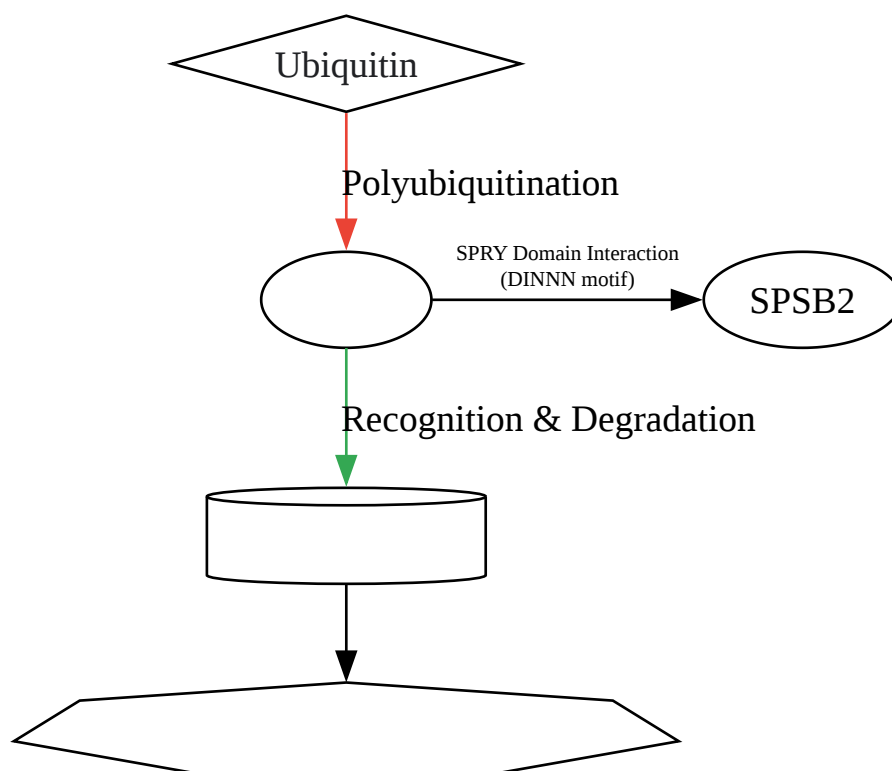 Ubiquitin
Polyubiquitination
SPRY Domain Interaction
(DINNN motif)
SPSB2
Recognition & Degradation